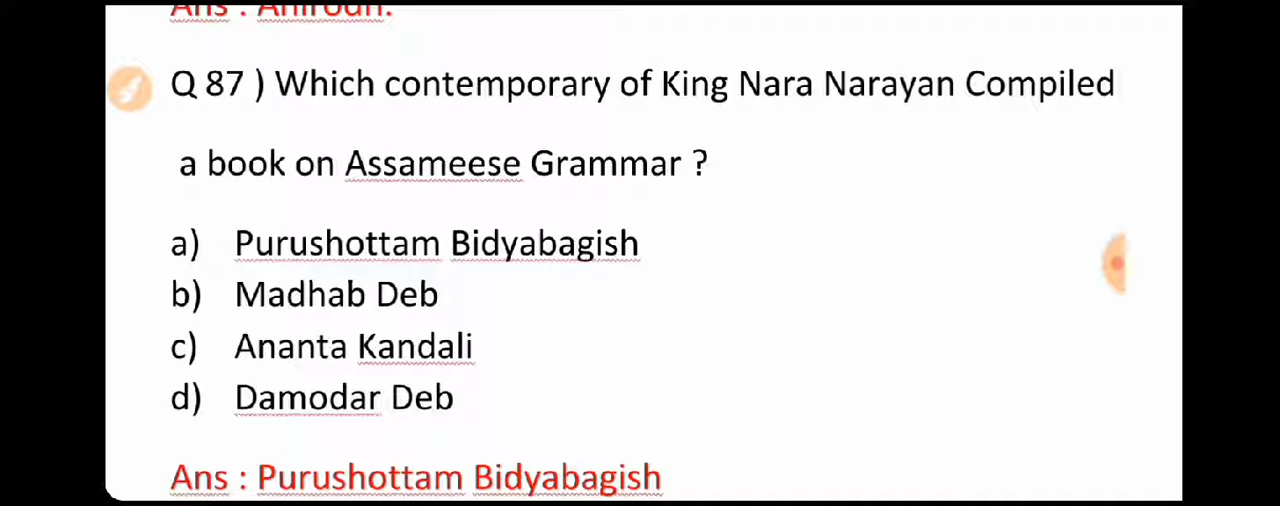 Q 87 ) Which contemporary of King Nara Narayan Compiled
a book on Assameese Grammar ?
a) Purushottam Bidyabagish
b) Madhab Deb
c) Ananta Kandali
d) Damodar Deb
Ans : Purushottam Bidyabagish